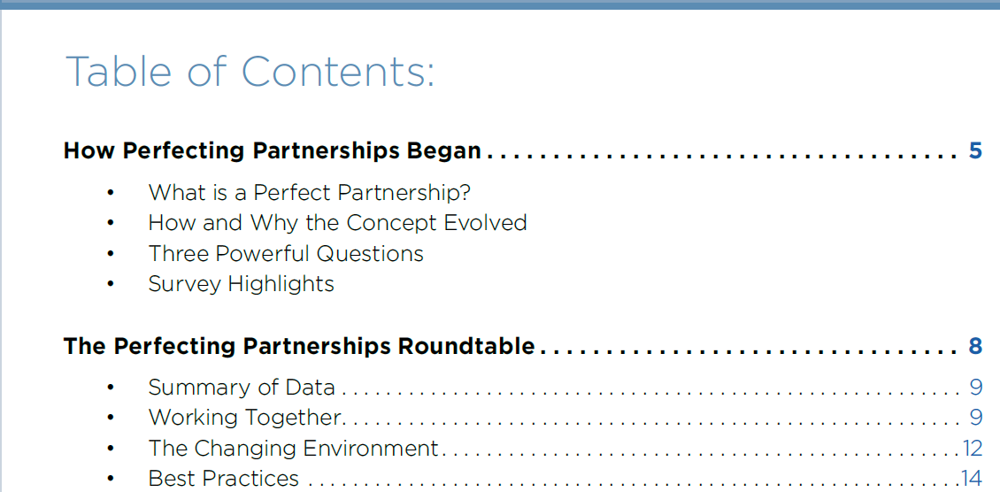 Table of Contents:
How Perfecting Partnerships Began . . . . . . . . . . . . . . . . . . . . . . . . . . . . . . . . . . . . 5
• What is a Perfect Partnership?
• How and Why the Concept Evolved
• Three Powerful Questions
• Survey Highlights
The Perfecting Partnerships Roundtable . . . . . . . . . . . . . . . . . . . . . . . . . . . . . . . . 8
• Summary of Data . . . . . . . . . . . . . . . . . . . . . . . . . . . . . . . . . . . . . . . . . . . . . . . . . . . . . . . . 9
• Working Together. . . . . . . . . . . . . . . . . . . . . . . . . . . . . . . . . . . . . . . . . . . . . . . . . . . . . . . . 9
• The Changing Environment . . . . . . . . . . . . . . . . . . . . . . . . . . . . . . . . . . . . . . . . . . . . . . . 12
• Best Practices . . . . . . . . . . . . . . . . . . . . . . . . . . . . . . . . . . . . . . . . . . . . . . . . . . . . . . . . . . . 14